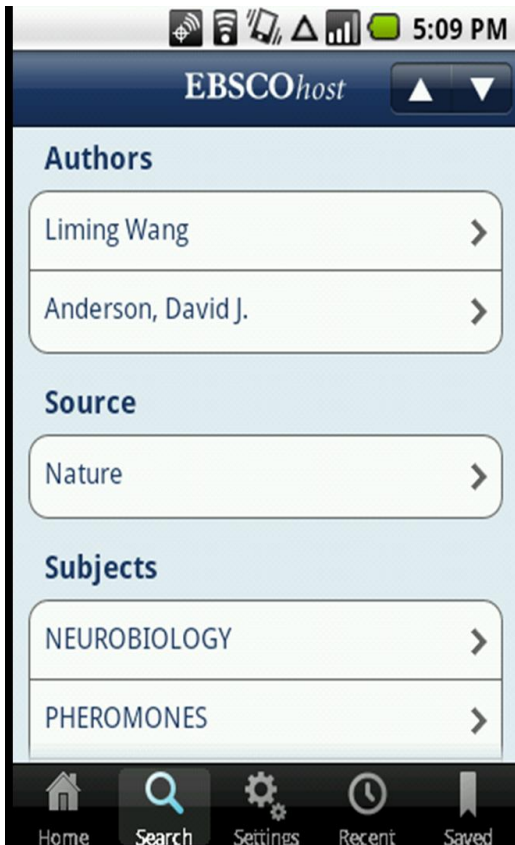 5:09 PM
EBSCOhost
Authors
Liming Wang
Anderson, David J.
Source
Nature
Subjects
NEUROBIOLOGY
PHEROMONES
Home Search Settings Recent Saved